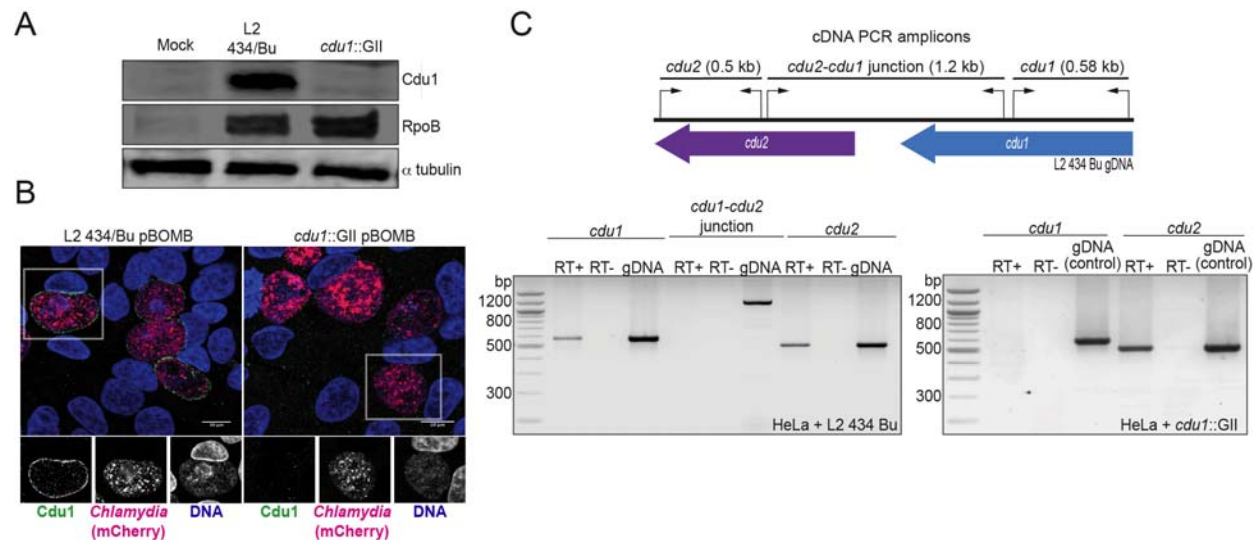 A
Mock
L2
434/Bu
cdu1::GII
Cdu1
RpoB
α tubulin
B
L2 434/Bu pBOMB
cdu1::GII pBOMB
Cdu1
Chlamydia
(mCherry)
DNA
Cdu1
Chlamydia
(mCherry)
DNA
C
cDNA PCR amplicons
cdu2 (0.5 kb)
cdu2-cdu1 junction (1.2 kb)
cdu1 (0.58 kb)
cdu2
cdu1
L2 434 Bu gDNA
cdu1
cdu1-cdu2
junction
cdu2
bp
RT+ RT- gDNA
RT+ RT- gDNA
RT+ RT- gDNA
1200
800
500
300
HeLa + L2 434 Bu
cdu1
cdu2
bp
RT+ RT- gDNA
(control)
RT+ RT- gDNA
(control)
1200
800
500
300
HeLa + cdu1::GII